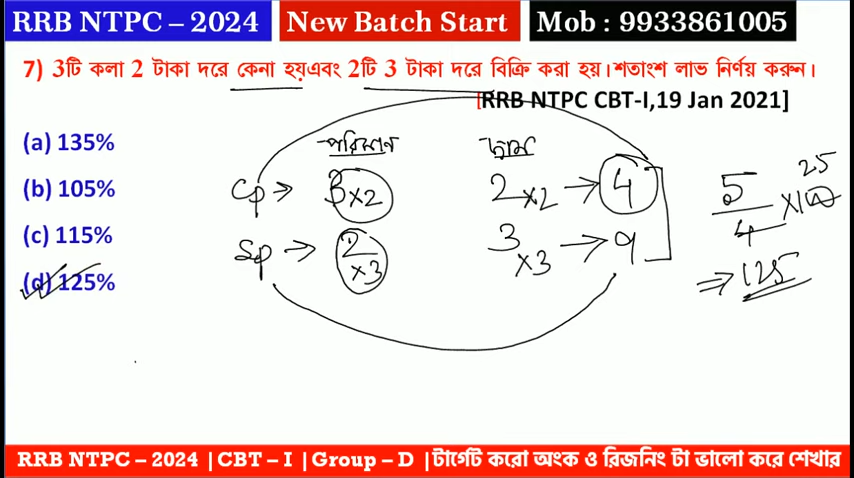 RRB NTPC – 2024 New Batch Start Mob : 9933861005
7) 3টি কলা 2 টাকা দরে কেনা হয়এবং 2টি 3 টাকা দরে বিক্রি করা হয়।শতাংশ লাভ নির্ণয় করুন।
[RRB NTPC CBT-I,19 Jan 2021]
(a) 135%
(b) 105%
(c) 115%
(d) 125%
পরিমাণ দাম
Cp → 3×2 2×2 → 4
Sp → 2×3 3×3 → 9
5/4 ×100 25
⇒ 125
RRB NTPC – 2024 |CBT – I |Group – D |টার্গেট করো অংক ও রিজনিং টা ভালো করে শেখার